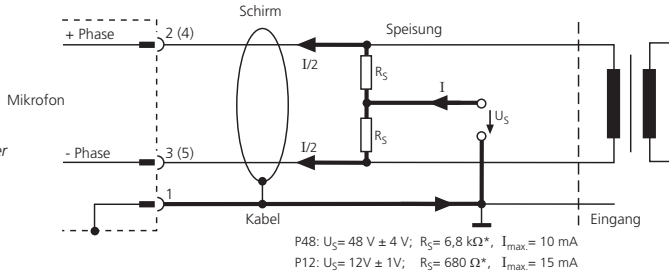 Schirm
+ Phase
2 (4)
Speisung
I/2
R_S
I
Mikrofon
U_S
er
R_S
- Phase
3 (5)
I/2
1
Kabel
Eingang
P48: U_S= 48 V ± 4 V; R_S= 6,8 kΩ*, I_max.= 10 mA
P12: U_S= 12V ± 1V; R_S= 680 Ω*, I_max.= 15 mA